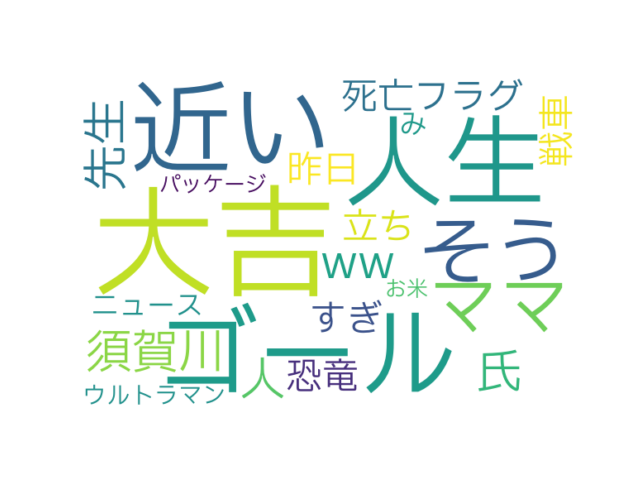 先生
近い
死亡フラグ
み
人生
戦車
パッケージ
昨日
大吉
立ち
そう
ww
ニュース
お米
ママ
すぎ
須賀川
ゴール
ウルトラマン
人
恐竜
氏